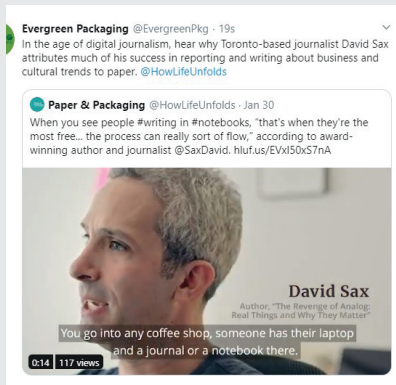 Evergreen Packaging @EvergreenPkg · 19s
In the age of digital journalism, hear why Toronto-based journalist David Sax
attributes much of his success in reporting and writing about business and
cultural trends to paper. @HowLifeUnfolds
Paper & Packaging @HowLifeUnfolds · Jan 30
When you see people #writing in #notebooks, "that's when they're the
most free... the process can really sort of flow," according to award-
winning author and journalist @SaxDavid. hluf.us/EVxI50xS7nA
David Sax
Author, "The Revenge of Analog:
Real Things and Why They Matter"
You go into any coffee shop, someone has their laptop
and a journal or a notebook there.
0:14 117 views